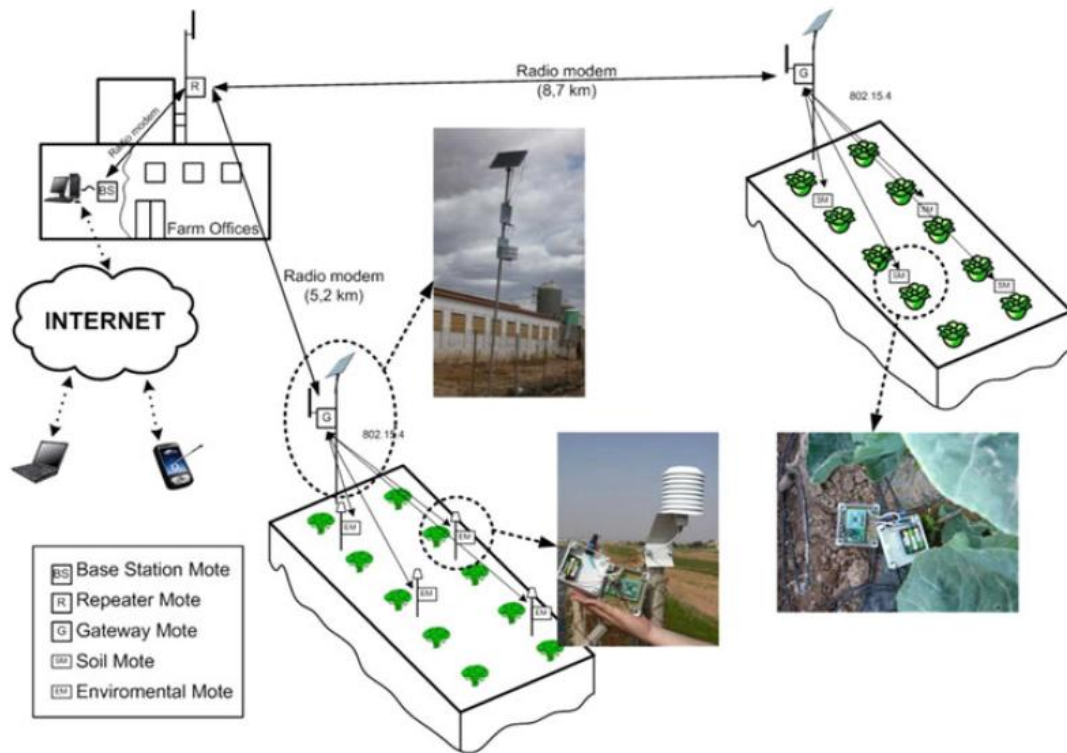 R
Radio modem
(8,7 km)
G
802.15.4
Radio modem
BS
Farm Offices
SM
SM
SM
SM
Radio modem
(5,2 km)
INTERNET
G
802.15.4
EM
EM
EM
EM
BS Base Station Mote
R Repeater Mote
G Gateway Mote
SM Soil Mote
EM Enviromental Mote